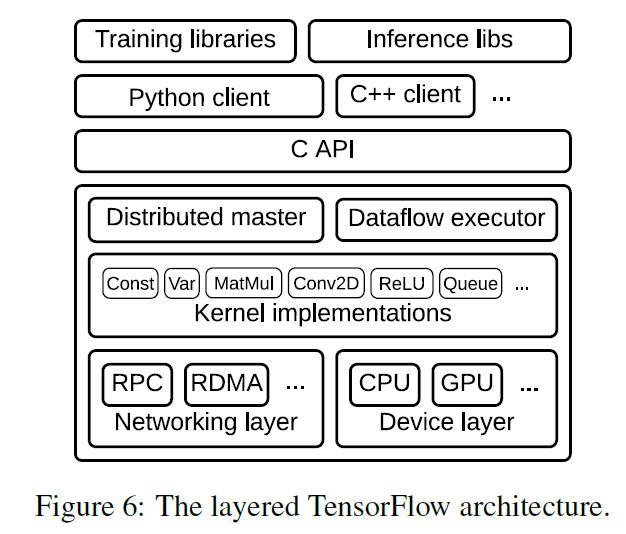 Training libraries Inference libs
Python client C++ client ...
C API
Distributed master Dataflow executor
Const Var MatMul Conv2D ReLU Queue ...
Kernel implementations
RPC RDMA ... CPU GPU ...
Networking layer Device layer
Figure 6: The layered TensorFlow architecture.